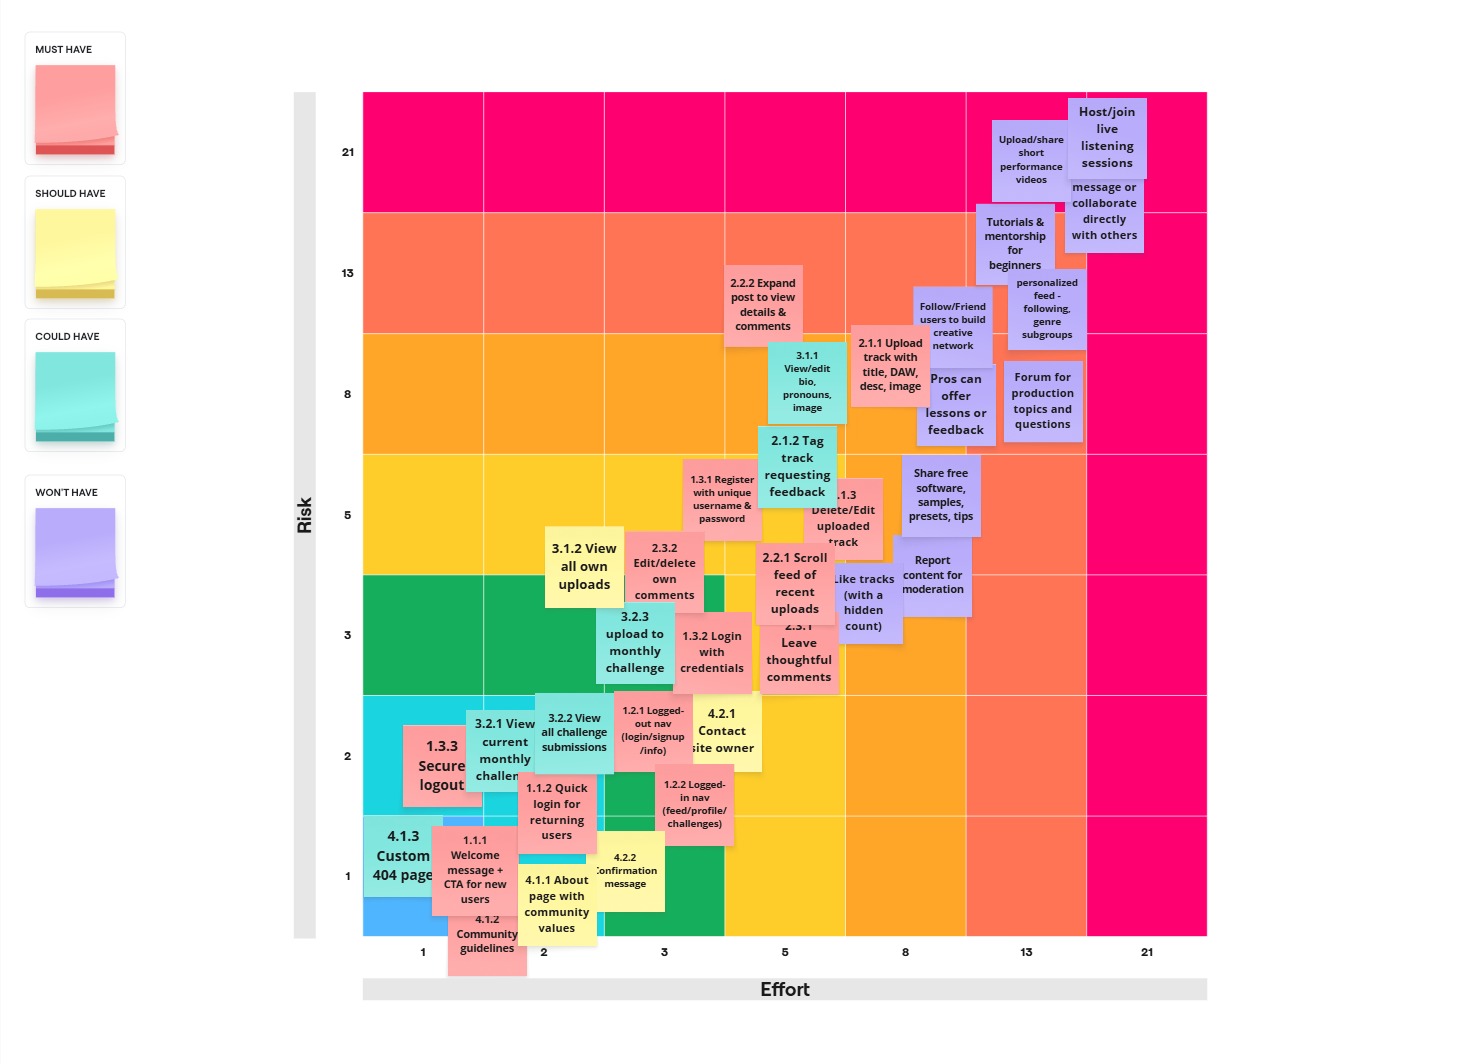 MUST HAVE
SHOULD HAVE
COULD HAVE
WON'T HAVE
Risk
21
13
8
5
3
2
1
Host/join
live
listening
sessions
Upload/share
short
performance
videos
message or
collaborate
directly
with others
Tutorials &
mentorship
for
beginners
personalized
feed -
following,
genre
subgroups
2.2.2 Expand
post to view
details &
comments
Follow/Friend
users to build
creative
network
2.1.1 Upload
track with
title, DAW,
desc, image
3.1.1
View/edit
bio,
pronouns,
image
Pros can
offer
lessons or
feedback
Forum for
production
topics and
questions
2.1.2 Tag
track
requesting
feedback
1.3.1 Register
with unique
username &
password
.1.3
Delete/Edit
uploaded
track
Share free
software,
samples,
presets, tips
3.1.2 View
all own
uploads
2.3.2
Edit/delete
own
comments
2.2.1 Scroll
feed of
recent
uploads
Like tracks
(with a
hidden
count)
Report
content for
moderation
3.2.3
upload to
monthly
challenge
1.3.2 Login
with
credentials
2.3.1
Leave
thoughtful
comments
1.3.3
Secure
logout
3.2.1 View
current
monthly
challen
3.2.2 View
all challenge
submissions
1.2.1 Logged-
out nav
(login/signup
/info)
4.2.1
Contact
site owner
1.1.2 Quick
login for
returning
users
1.2.2 Logged-
in nav
(feed/profile/
challenges)
4.1.3
Custom
404 page
1.1.1
Welcome
message +
CTA for new
users
4.1.1 About
page with
community
values
4.2.2
Confirmation
message
4.1.2
Community
guidelines
1
2
3
5
8
13
21
Effort